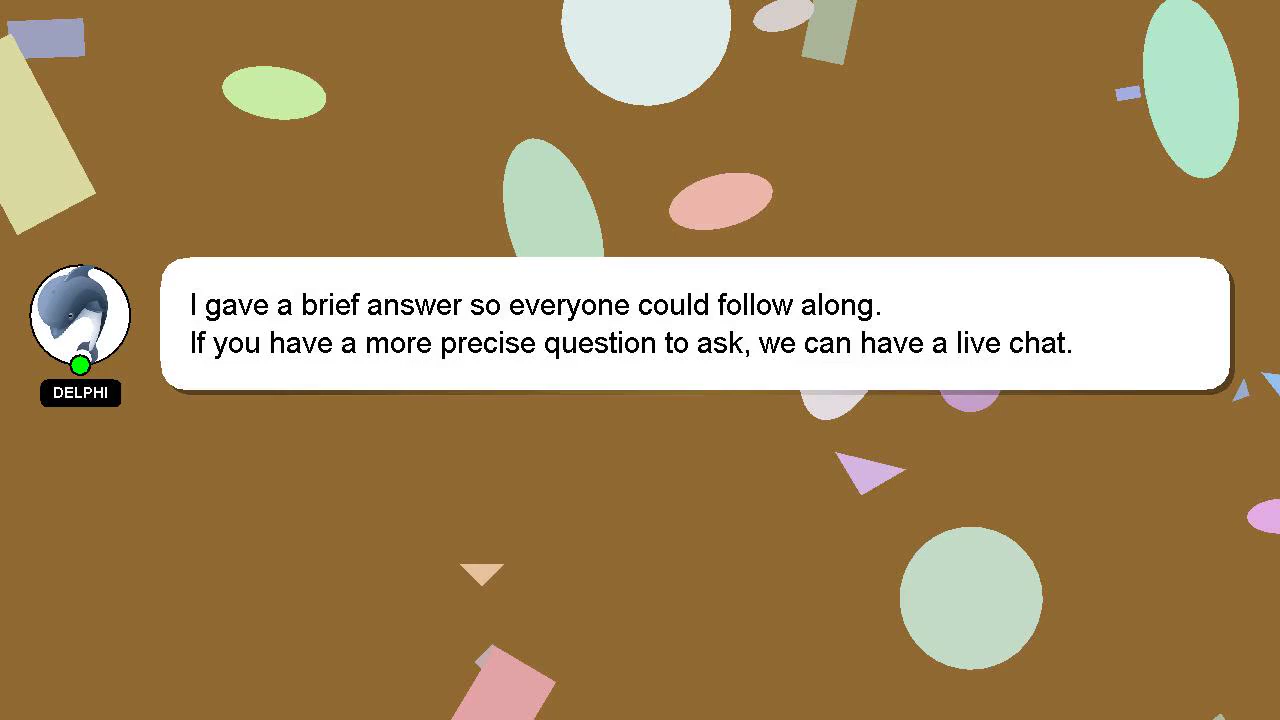 I gave a brief answer so everyone could follow along.
If you have a more precise question to ask, we can have a live chat.
DELPHI